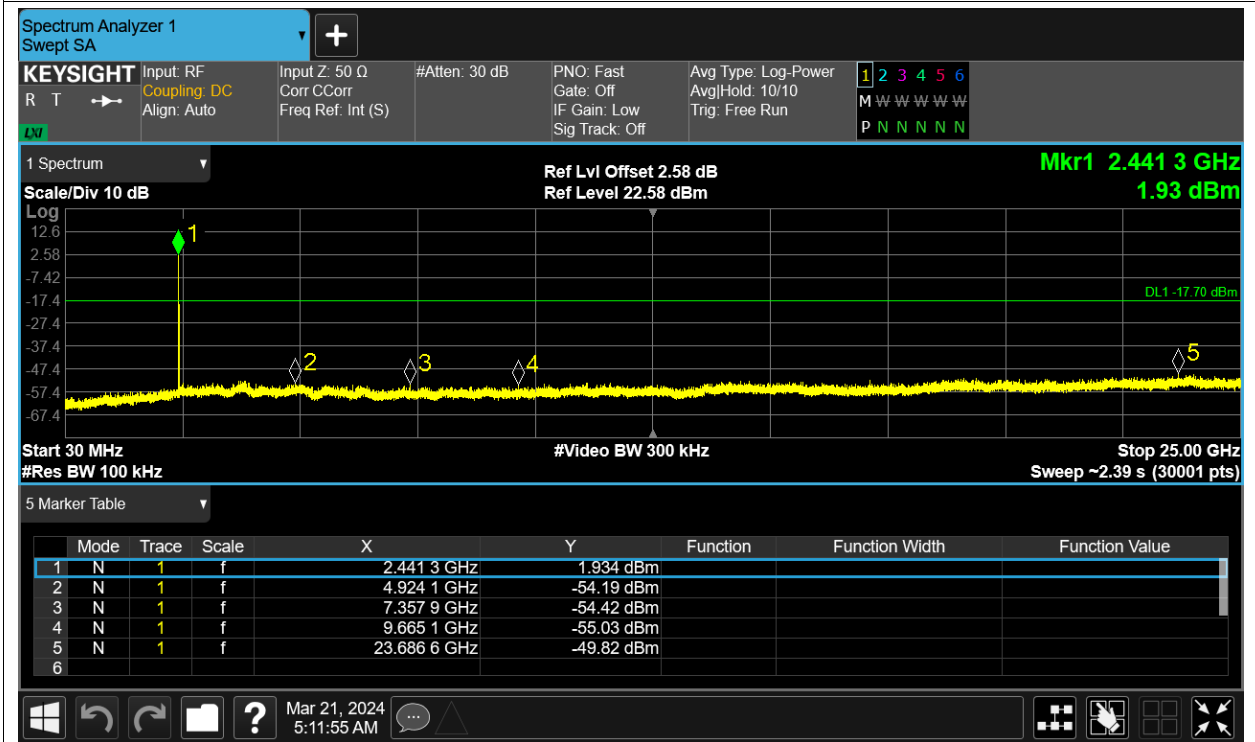 Spectrum Analyzer 1
Swept SA
+
KEYSIGHT Input: RF Input Z: 50 Ω #Atten: 30 dB PNO: Fast Avg Type: Log-Power 1 2 3 4 5 6
R T Coupling: DC Corr CCorr Gate: Off Avg|Hold: 10/10 M W W W W W
Align: Auto Freq Ref: Int (S) IF Gain: Low Trig: Free Run
LXI Sig Track: Off P N N N N N
1 Spectrum Ref Lvl Offset 2.58 dB Mkr1 2.441 3 GHz
Scale/Div 10 dB Ref Level 22.58 dBm 1.93 dBm
Log
12.6 1
2.58
-7.42
-17.4 DL1 -17.70 dBm
-27.4
-37.4
-47.4 2 3 4 5
-57.4
-67.4
Start 30 MHz #Video BW 300 kHz Stop 25.00 GHz
#Res BW 100 kHz Sweep ~2.39 s (30001 pts)
5 Marker Table
Mode Trace Scale X Y Function Function Width Function Value
1 N 1 f 2.441 3 GHz 1.934 dBm
2 N 1 f 4.924 1 GHz -54.19 dBm
3 N 1 f 7.357 9 GHz -54.42 dBm
4 N 1 f 9.665 1 GHz -55.03 dBm
5 N 1 f 23.686 6 GHz -49.82 dBm
6
? Mar 21, 2024
5:11:55 AM